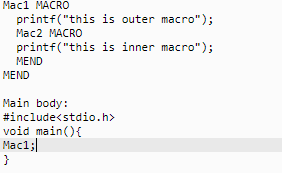 Mac1 MACRO
printf("this is outer macro");
Mac2 MACRO
printf("this is inner macro");
MEND
MEND
Main body:
#include<stdio.h>
void main(){
Mac1;
}